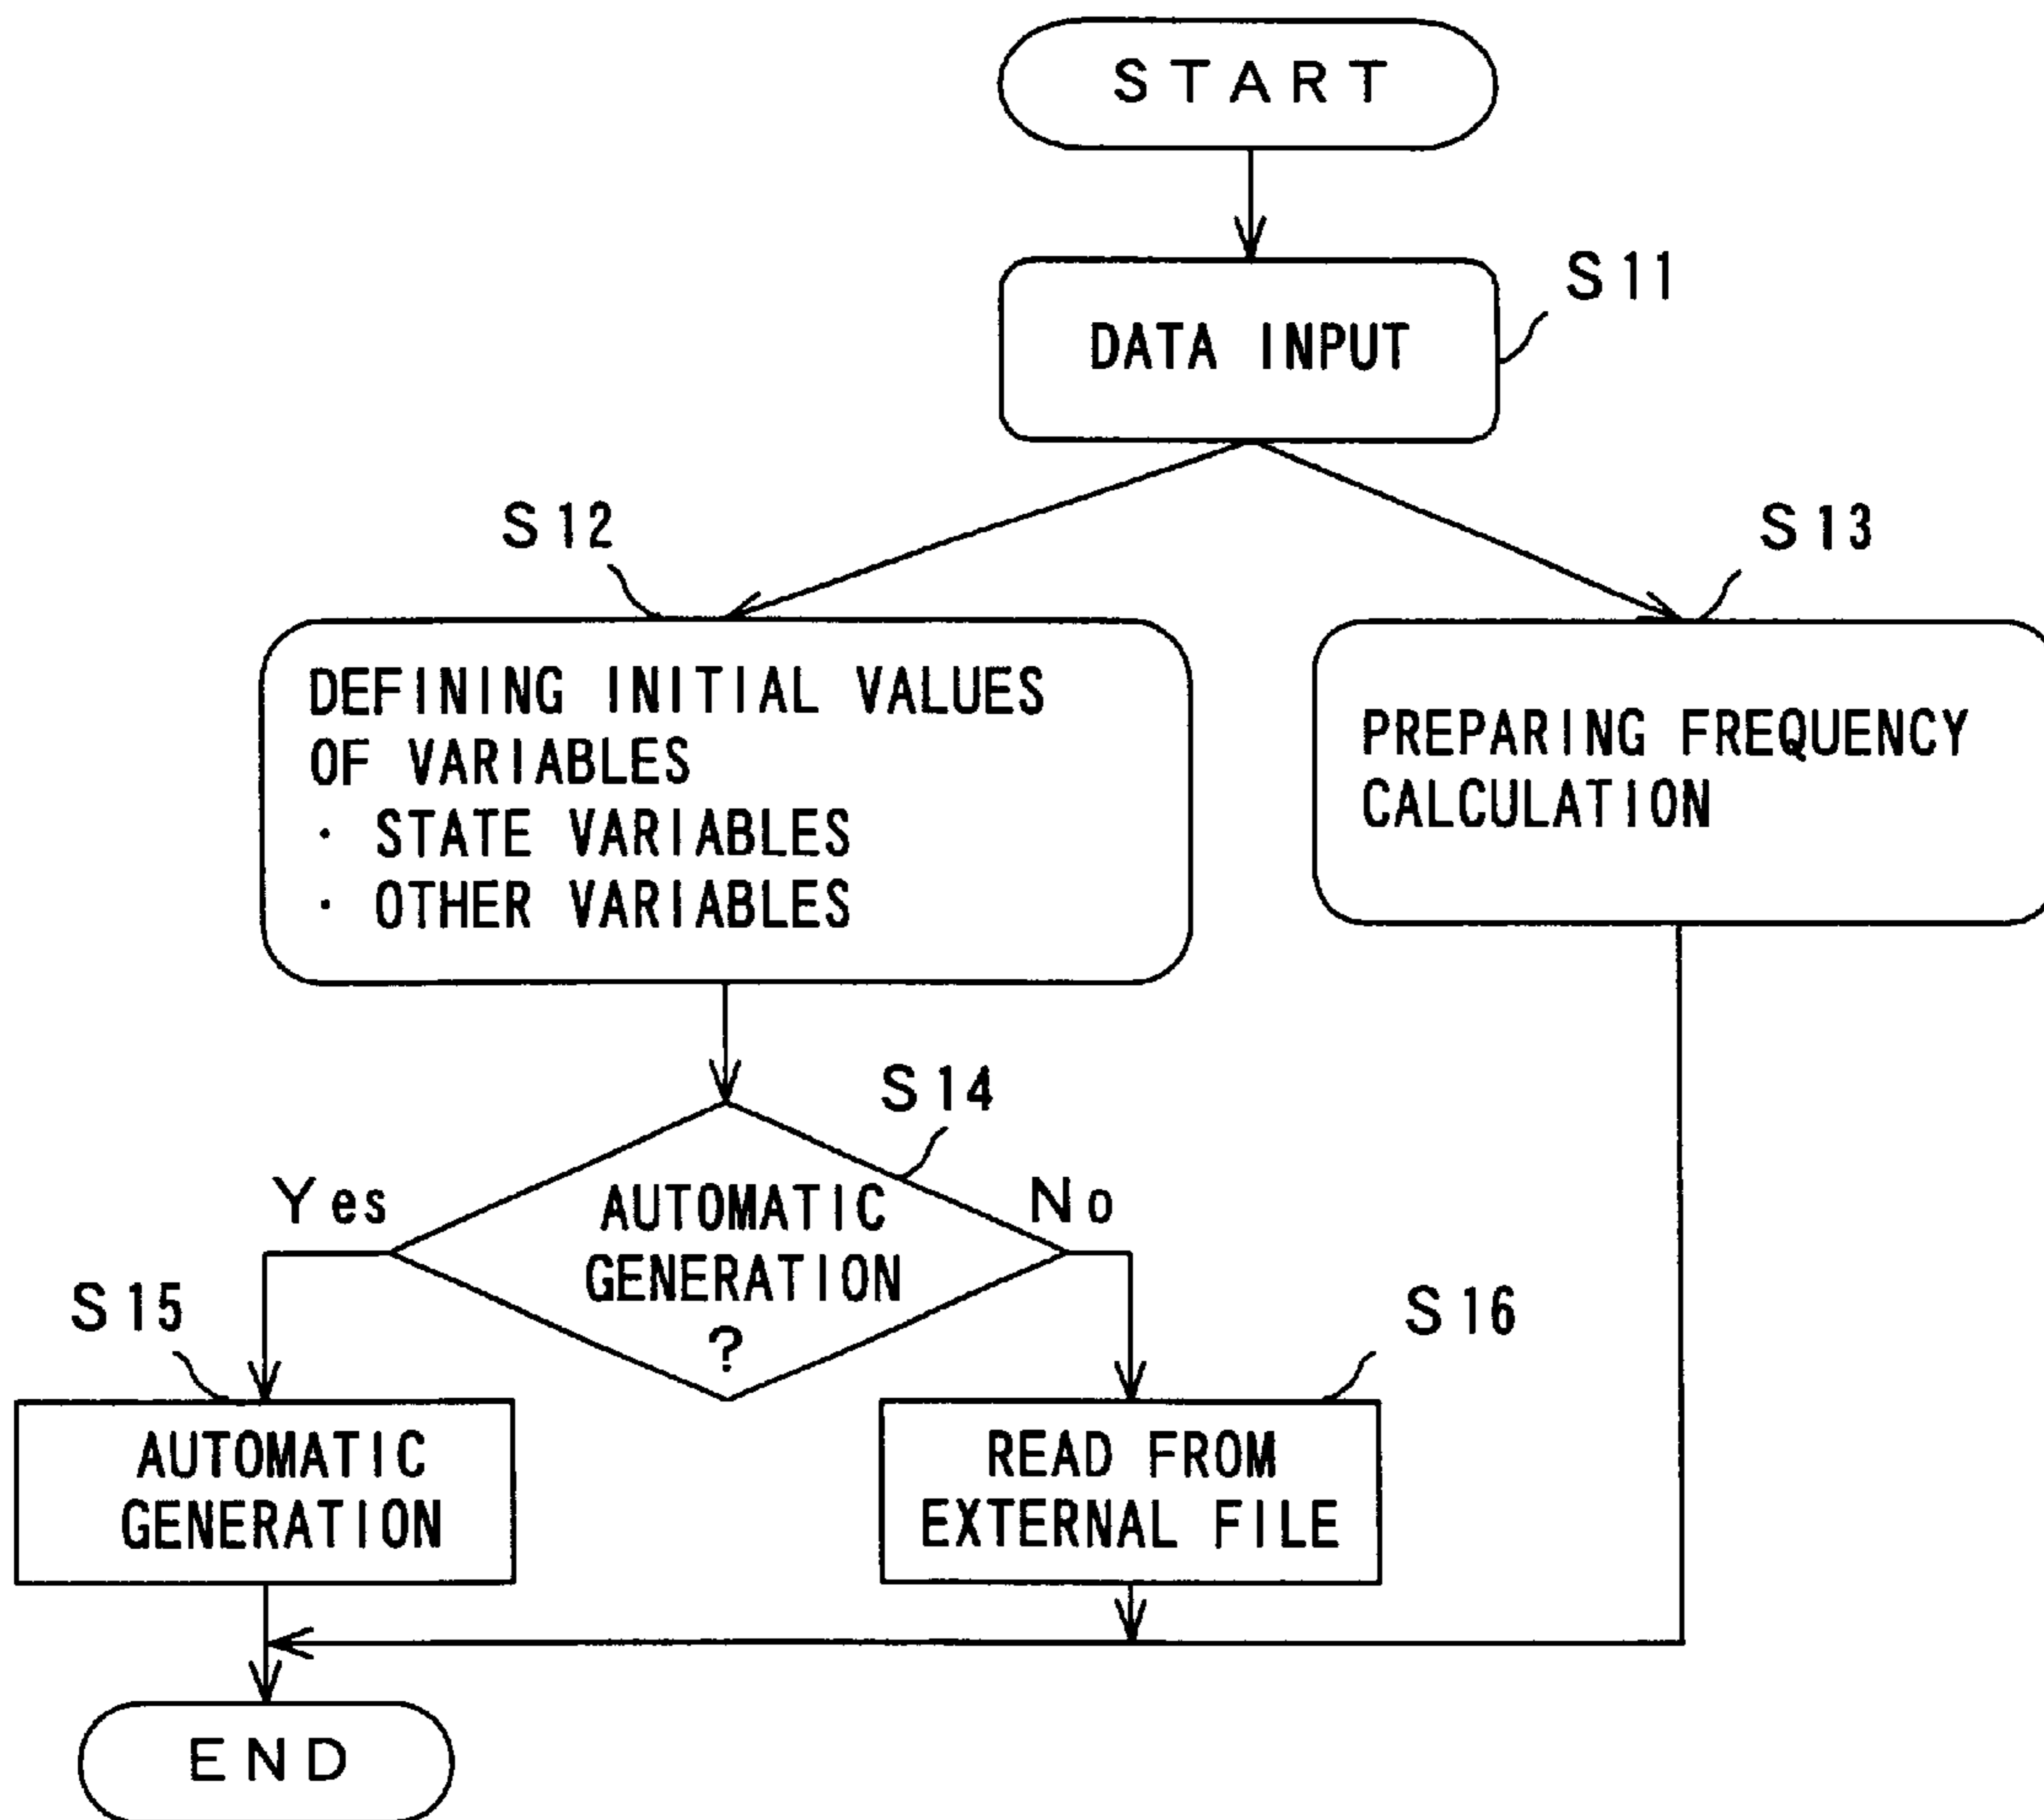 START
S11
DATA INPUT
S12
S13
DEFINING INITIAL VALUES
OF VARIABLES
· STATE VARIABLES
· OTHER VARIABLES
PREPARING FREQUENCY
CALCULATION
S14
Yes
AUTOMATIC
GENERATION
?
No
S15
S16
AUTOMATIC
GENERATION
READ FROM
EXTERNAL FILE
END